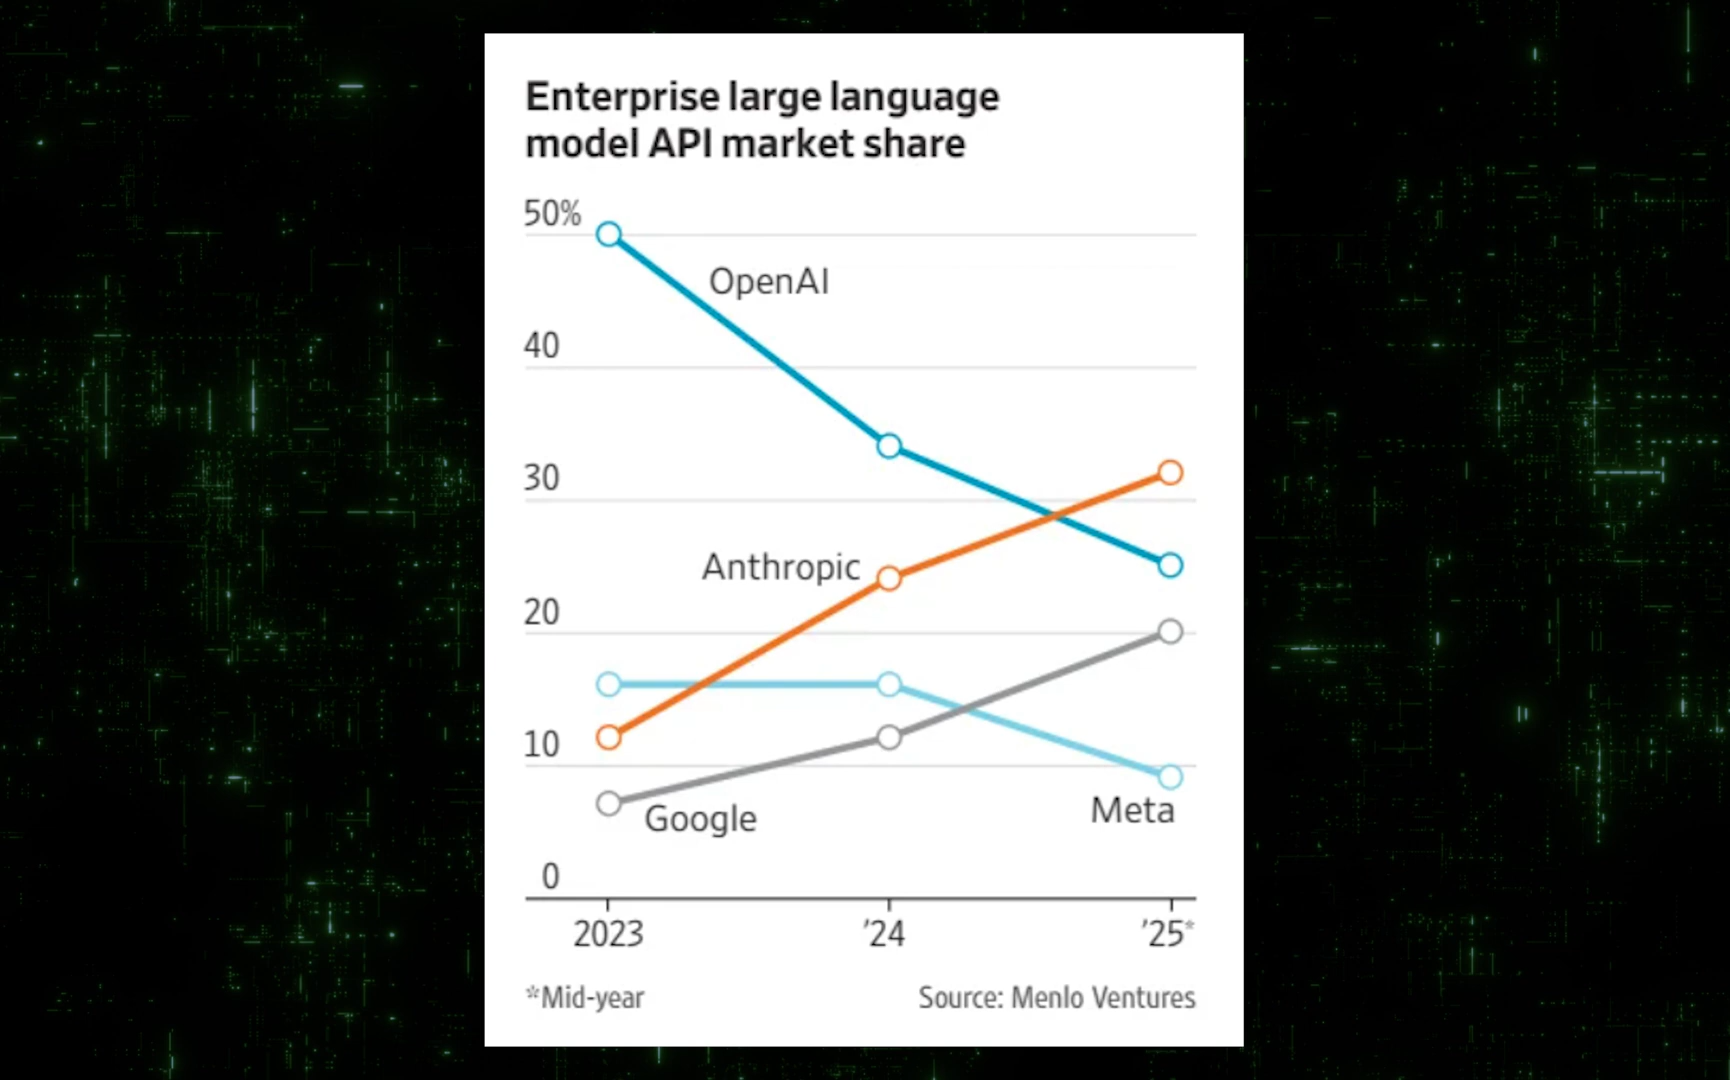 Enterprise large language
model API market share
50%
OpenAI
40
30
Anthropic
20
10
Google
Meta
0
2023 ’24 ’25*
*Mid-year Source: Menlo Ventures